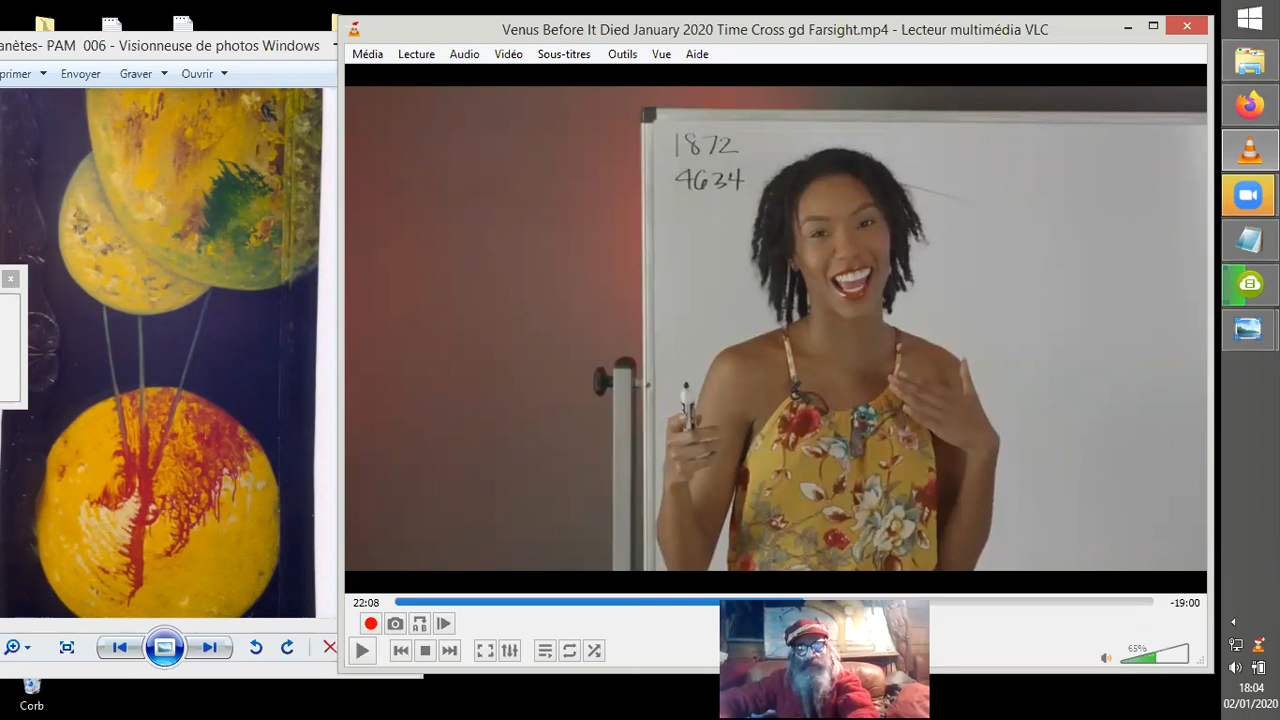 anètes- PAM 006 - Visionneuse de photos Windows
primer
Envoyer
Graver
Ouvrir
Venus Before It Died January 2020 Time Cross gd Farsight.mp4 - Lecteur multimédia VLC
Média
Lecture
Audio
Vidéo
Sous-titres
Outils
Vue
Aide
1872
4634
22:08
-19:00
A B
65%
Corb
18:04
02/01/2020